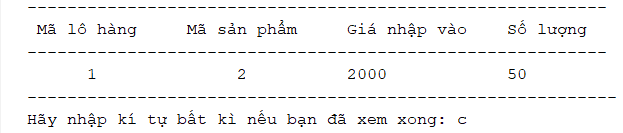 -----------------------------------------------------------
Mã lô hàng     Mã sản phẩm     Giá nhập vào    Số lượng
-----------------------------------------------------------
1              2          2000            50
------------------------------------------------------------
Hãy nhập kí tự bất kì nếu bạn đã xem xong: c